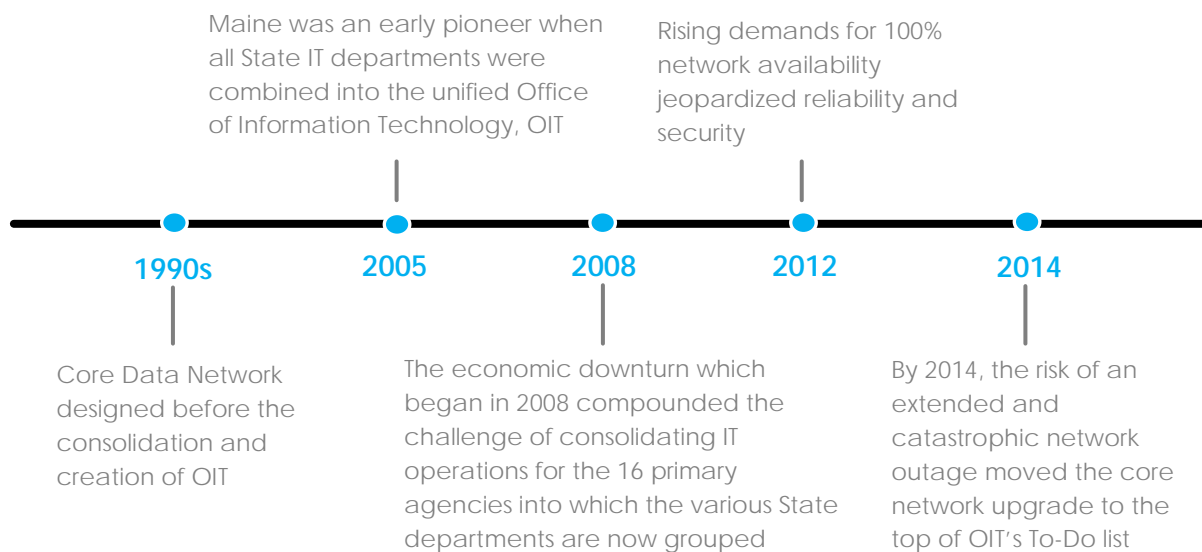 Maine was an early pioneer when
all State IT departments were
combined into the unified Office
of Information Technology, OIT
Rising demands for 100%
network availability
jeopardized reliability and
security
1990s
2005
2008
2012
2014
Core Data Network
designed before the
consolidation and
creation of OIT
The economic downturn which
began in 2008 compounded the
challenge of consolidating IT
operations for the 16 primary
agencies into which the various State
departments are now grouped
By 2014, the risk of an
extended and
catastrophic network
outage moved the core
network upgrade to the
top of OIT's To-Do list